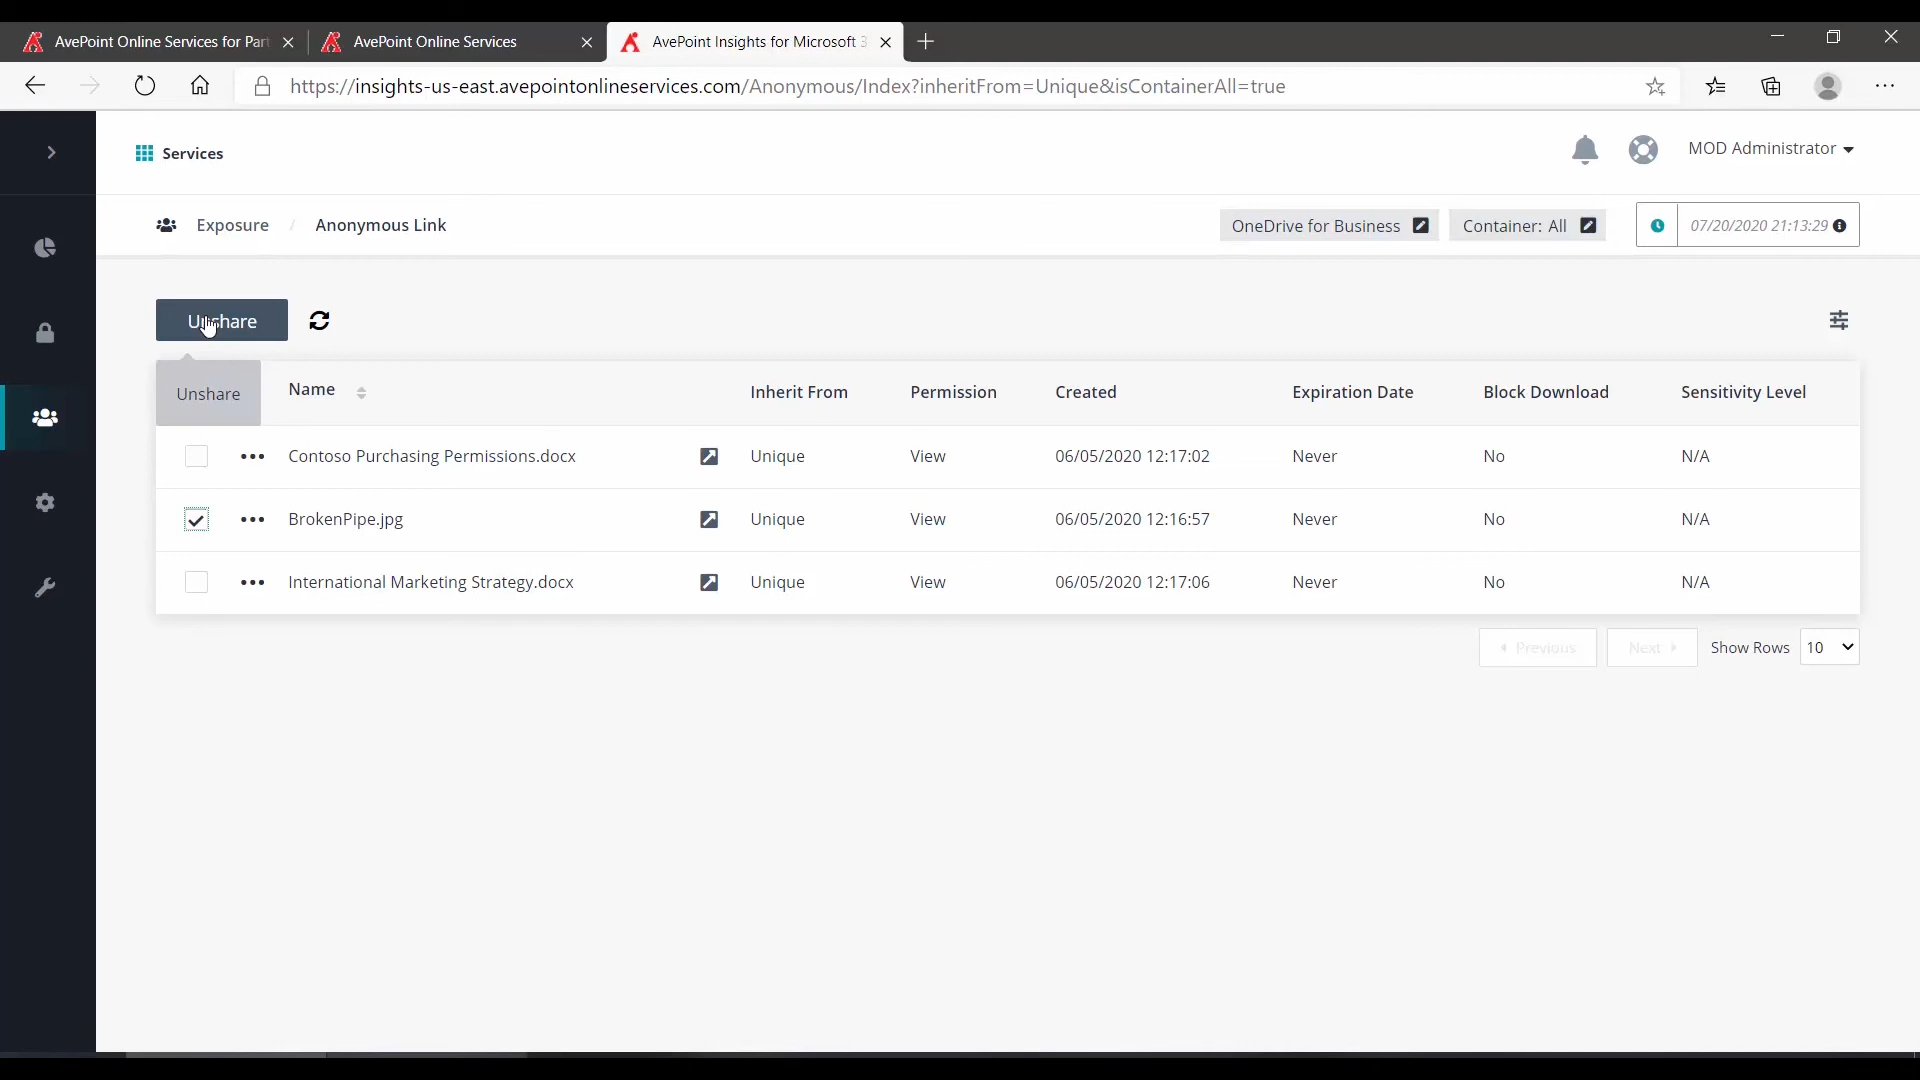 AvePoint Online Services for Part
AvePoint Online Services
AvePoint Insights for Microsoft 3
https://insights-us-east.avepointonlineservices.com/Anonymous/Index?inheritFrom=Unique&isContainerAll=true
Services
MOD Administrator
Exposure / Anonymous Link
OneDrive for Business
Container: All
07/20/2020 21:13:29
Unshare
Unshare
Name Inherit From Permission Created Expiration Date Block Download Sensitivity Level
Contoso Purchasing Permissions.docx Unique View 06/05/2020 12:17:02 Never No N/A
BrokenPipe.jpg Unique View 06/05/2020 12:16:57 Never No N/A
International Marketing Strategy.docx Unique View 06/05/2020 12:17:06 Never No N/A
Previous Next Show Rows 10